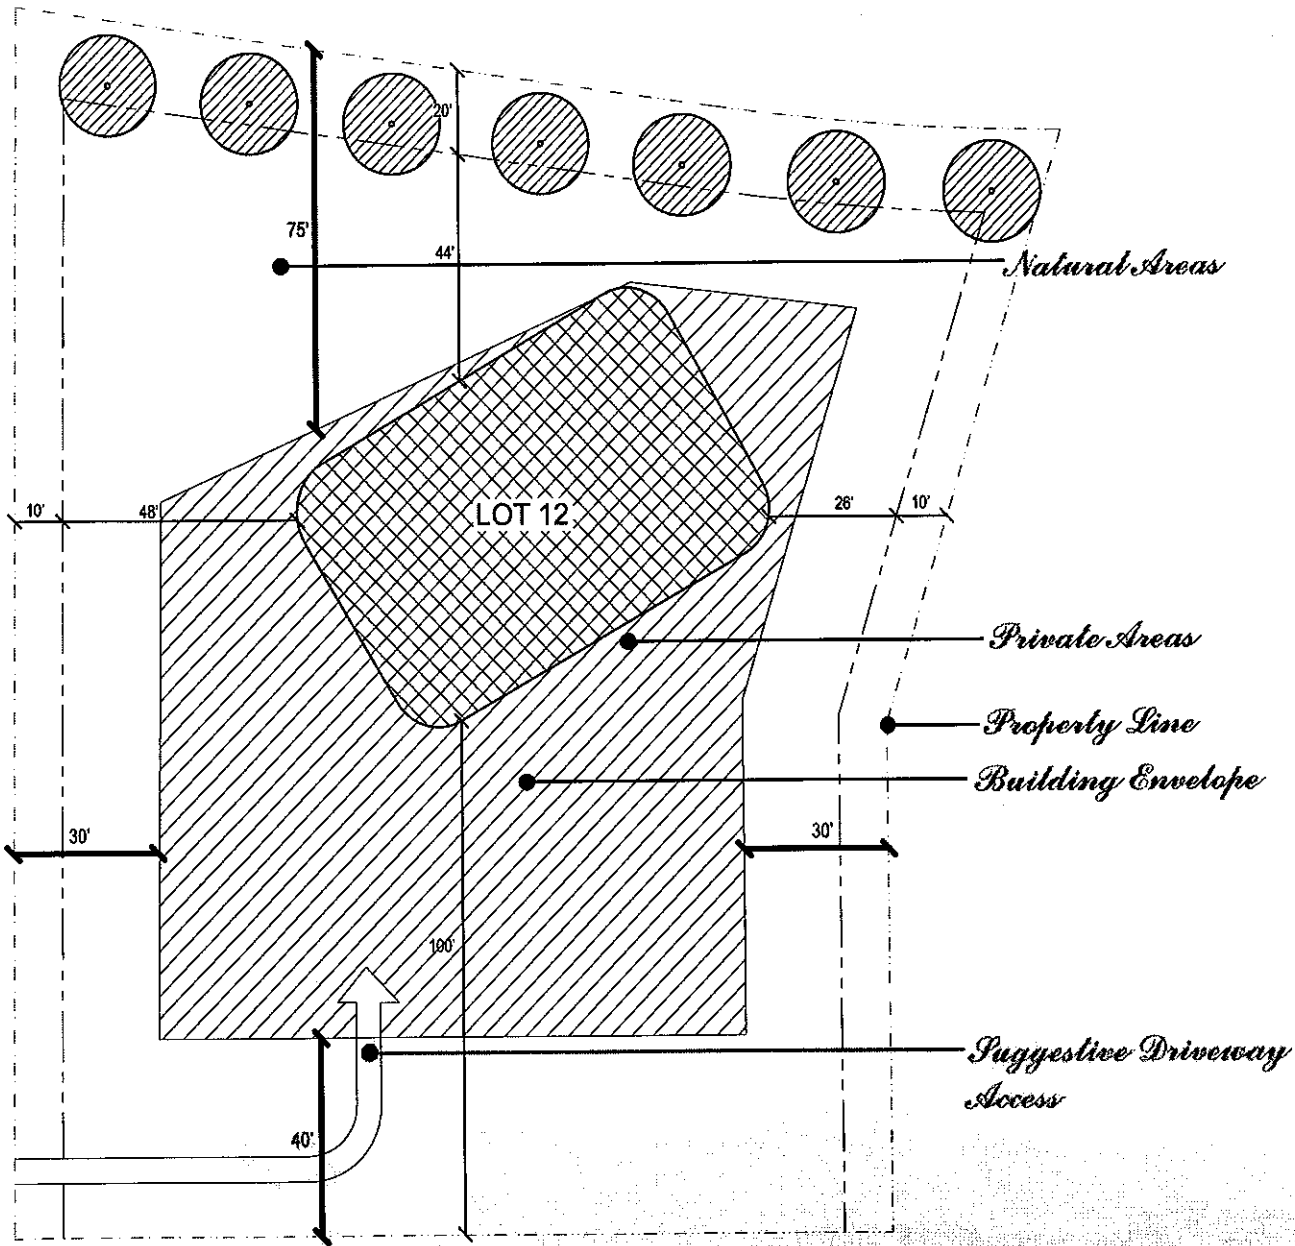 20'
75'
44'
Natural Areas
10'
48'
LOT 12
26'
10'
Private Areas
Property Line
Building Envelope
30'
30'
100'
Suggestive Driveway
Access
40'